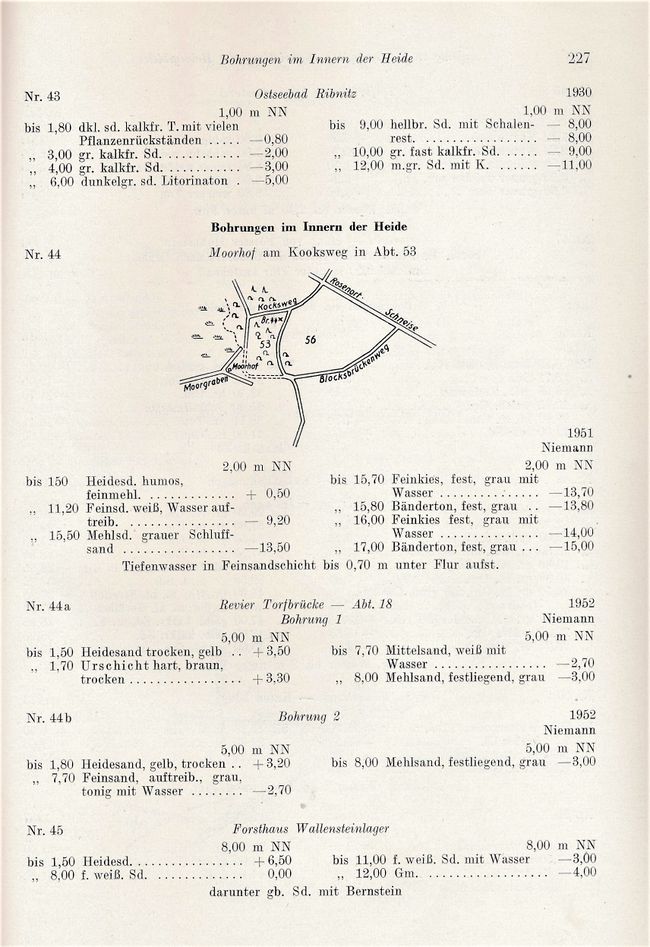 Bohrungen im Innern der Heide 227
Nr. 43 Ostseebad Ribnitz 1930
1,00 m NN
bis 1,80 dkl. sd. kalkfr. T. mit vielen
Pflanzenrückständen ..... —0,80
„ 3,00 gr. kalkfr. Sd. ........... —2,00
„ 4,00 gr. kalkfr. Sd. ........... —3,00
„ 6,00 dunkelgr. sd. Litorinaton . —5,00
1,00 m NN
bis 9,00 hellbr. Sd. mit Schalen- — 8,00
rest. ................. — 8,00
„ 10,00 gr. fast kalkfr. Sd. ..... — 9,00
„ 12,00 m.gr. Sd. mit K. ...... —11,00
Bohrungen im Innern der Heide
Nr. 44 Moorhof am Kooksweg in Abt. 53
Rosenort
Schneise
Kocksweg
Br.44x
53
56
Moorhof
Moorgraben
Blocksbrückenweg
1951
Niemann
2,00 m NN
bis 150 Heidesd. humos,
feinmehl. ............. + 0,50
„ 11,20 Feinsd. weiß, Wasser auf-
treib. ................ — 9,20
„ 15,50 Mehlsd. grauer Schluff-
sand ................. —13,50
2,00 m NN
bis 15,70 Feinkies, fest, grau mit
Wasser ............... —13,70
„ 15,80 Bänderton, fest, grau .. —13,80
„ 16,00 Feinkies fest, grau mit
Wasser ............... —14,00
„ 17,00 Bänderton, fest, grau ... —15,00
Tiefenwasser in Feinsandschicht bis 0,70 m unter Flur aufst.
Nr. 44a Revier Torfbrücke — Abt. 18 1952
Bohrung 1 Niemann
5,00 m NN
bis 1,50 Heidesand trocken, gelb .. +3,50
„ 1,70 Urschicht hart, braun,
trocken ................. +3,30
5,00 m NN
bis 7,70 Mittelsand, weiß mit
Wasser ................. —2,70
„ 8,00 Mehlsand, festliegend, grau —3,00
Nr. 44b Bohrung 2 1952
Niemann
5,00 m NN
bis 1,80 Heidesand, gelb, trocken .. +3,20
„ 7,70 Feinsand, auftreib., grau,
tonig mit Wasser ........ —2,70
5,00 m NN
bis 8,00 Mehlsand, festliegend, grau —3,00
Nr. 45 Forsthaus Wallensteinlager
8,00 m NN
bis 1,50 Heidesd. ................ +6,50
„ 8,00 f. weiß. Sd. ............. 0,00
8,00 m NN
bis 11,00 f. weiß. Sd. mit Wasser —3,00
„ 12,00 Gm. .................. —4,00
darunter gb. Sd. mit Bernstein